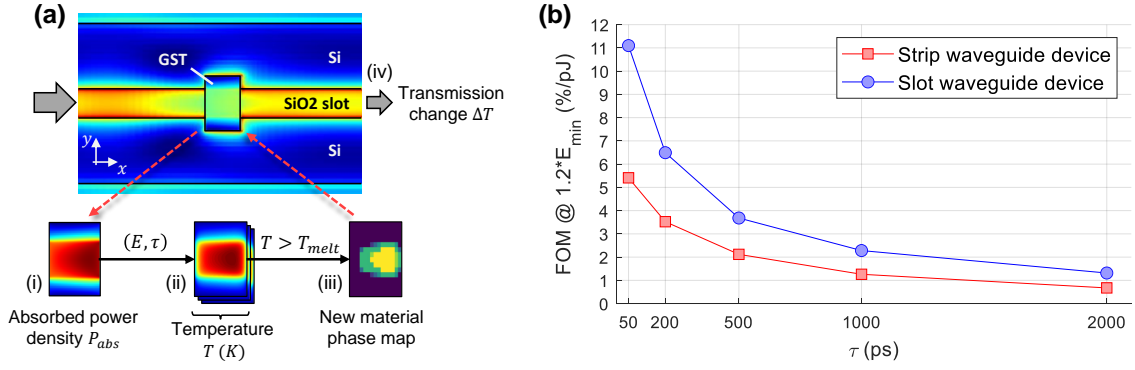 (a)
Si
GST
(iv)
SiO2 slot
Transmission
change ΔT
y
x
Si
(E, τ)
T > T_melt
(i)
(ii)
(iii)
Absorbed power
density P_abs
Temperature
T (K)
New material
phase map
(b)
FOM @ 1.2*E_min (%/pJ)
12
11
10
9
8
7
6
5
4
3
2
1
0
Strip waveguide device
Slot waveguide device
50 200 500 1000 2000
τ (ps)